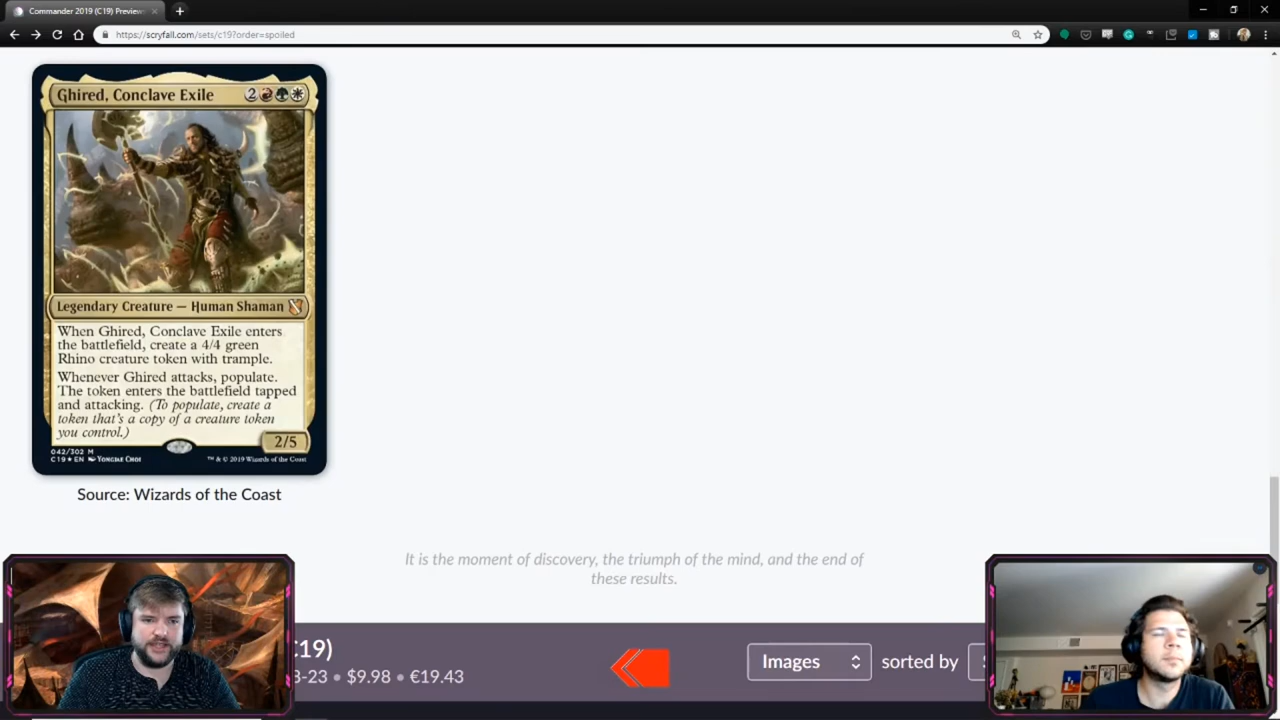 Commander 2019 (C19) Preview
https://scryfall.com/sets/c19?order=spoiled
Ghired, Conclave Exile 2
Legendary Creature — Human Shaman
When Ghired, Conclave Exile enters
the battlefield, create a 4/4 green
Rhino creature token with trample.
Whenever Ghired attacks, populate.
The token enters the battlefield tapped
and attacking. (To populate, create a
token that's a copy of a creature token
you control.)
2/5
042/302 M
C19 ★ EN Yongjae Choi
™ & © 2019 Wizards of the Coast
Source: Wizards of the Coast
It is the moment of discovery, the triumph of the mind, and the end of
these results.
C19)
3-23 • $9.98 • €19.43
Images
sorted by